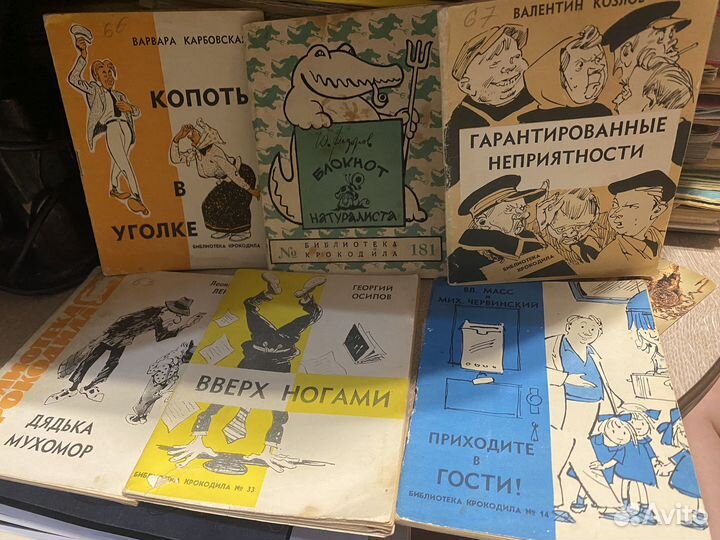 66
ВАРВАРА КАРБОВСКАЯ
КОПОТЬ
В
УГОЛКЕ
БИБЛИОТЕКА КРОКОДИЛА
БЛОКНОТ
НАТУРАЛИСТА
№ БИБЛИОТЕКА КРОКОДИЛА 181
67
ВАЛЕНТИН КОЗЛОВ
ГАРАНТИРОВАННЫЕ
НЕПРИЯТНОСТИ
БИБЛИОТЕКА КРОКОДИЛА
ДЯДЬКА
МУХОМОР
ГЕОРГИЙ
ОСИПОВ
ВВЕРХ НОГАМИ
БИБЛИОТЕКА КРОКОДИЛА № 33
ВЛ. МАСС
и
МИХ. ЧЕРВИНСКИЙ
ПРИХОДИТЕ
В
ГОСТИ!
БИБЛИОТЕКА КРОКОДИЛА № 14
Avito